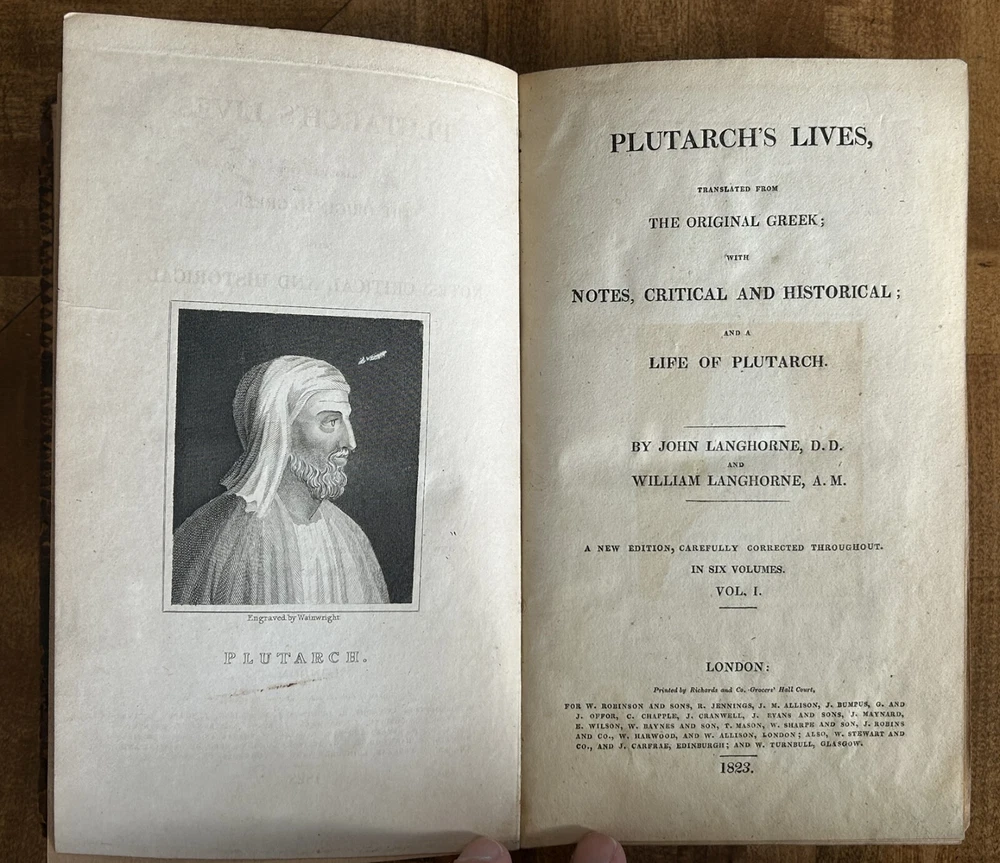 Engraved by Wainwright
PLUTARCH.
PLUTARCH'S LIVES,
TRANSLATED FROM
THE ORIGINAL GREEK;
WITH
NOTES, CRITICAL AND HISTORICAL;
AND A
LIFE OF PLUTARCH.
BY JOHN LANGHORNE, D. D.
AND
WILLIAM LANGHORNE, A. M.
A NEW EDITION, CAREFULLY CORRECTED THROUGHOUT.
IN SIX VOLUMES.
VOL. I.
LONDON:
Printed by Richards and Co. Grocers' Hall Court,
FOR W. ROBINSON AND SONS, R. JENNINGS, J. M. ALLISON, J. BUMPUS, G. AND
J. OFFOR, C. CHAPPLE, J. CRANWELL, J. EVANS AND SONS, J. MAYNARD,
E. WILSON, W. BAYNES AND SON, T. MASON, W. SHARPE AND SON, J. ROBINS
AND CO., W. HARWOOD, AND W. ALLISON, LONDON; ALSO, W. STEWART AND
CO., AND J. CARFRAE, EDINBURGH; AND W. TURNBULL, GLASGOW.
1823.